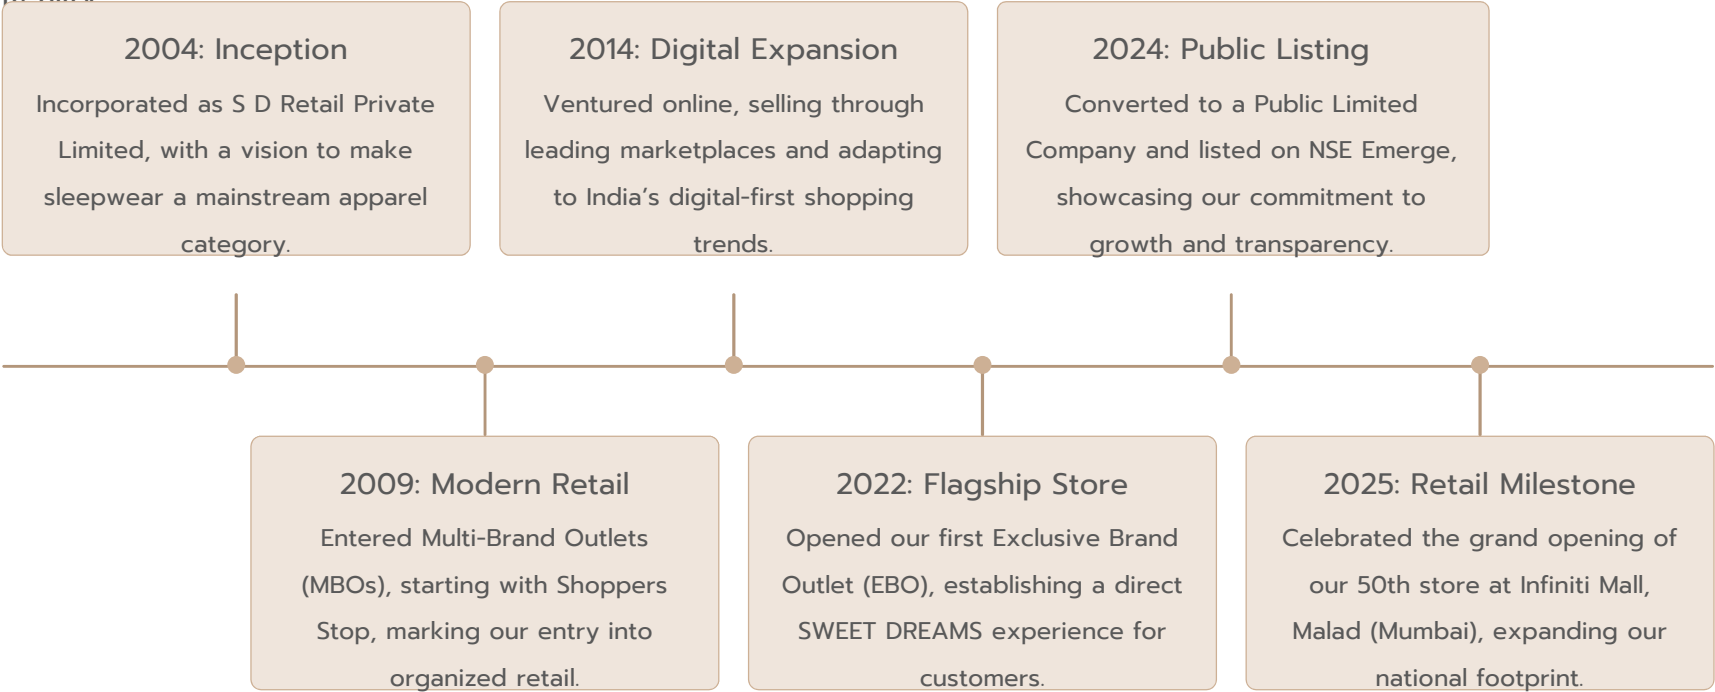 2004: Inception
Incorporated as S D Retail Private
Limited, with a vision to make
sleepwear a mainstream apparel
category.
2014: Digital Expansion
Ventured online, selling through
leading marketplaces and adapting
to India’s digital-first shopping
trends.
2024: Public Listing
Converted to a Public Limited
Company and listed on NSE Emerge,
showcasing our commitment to
growth and transparency.
2009: Modern Retail
Entered Multi-Brand Outlets
(MBOs), starting with Shoppers
Stop, marking our entry into
organized retail.
2022: Flagship Store
Opened our first Exclusive Brand
Outlet (EBO), establishing a direct
SWEET DREAMS experience for
customers.
2025: Retail Milestone
Celebrated the grand opening of
our 50th store at Infiniti Mall,
Malad (Mumbai), expanding our
national footprint.